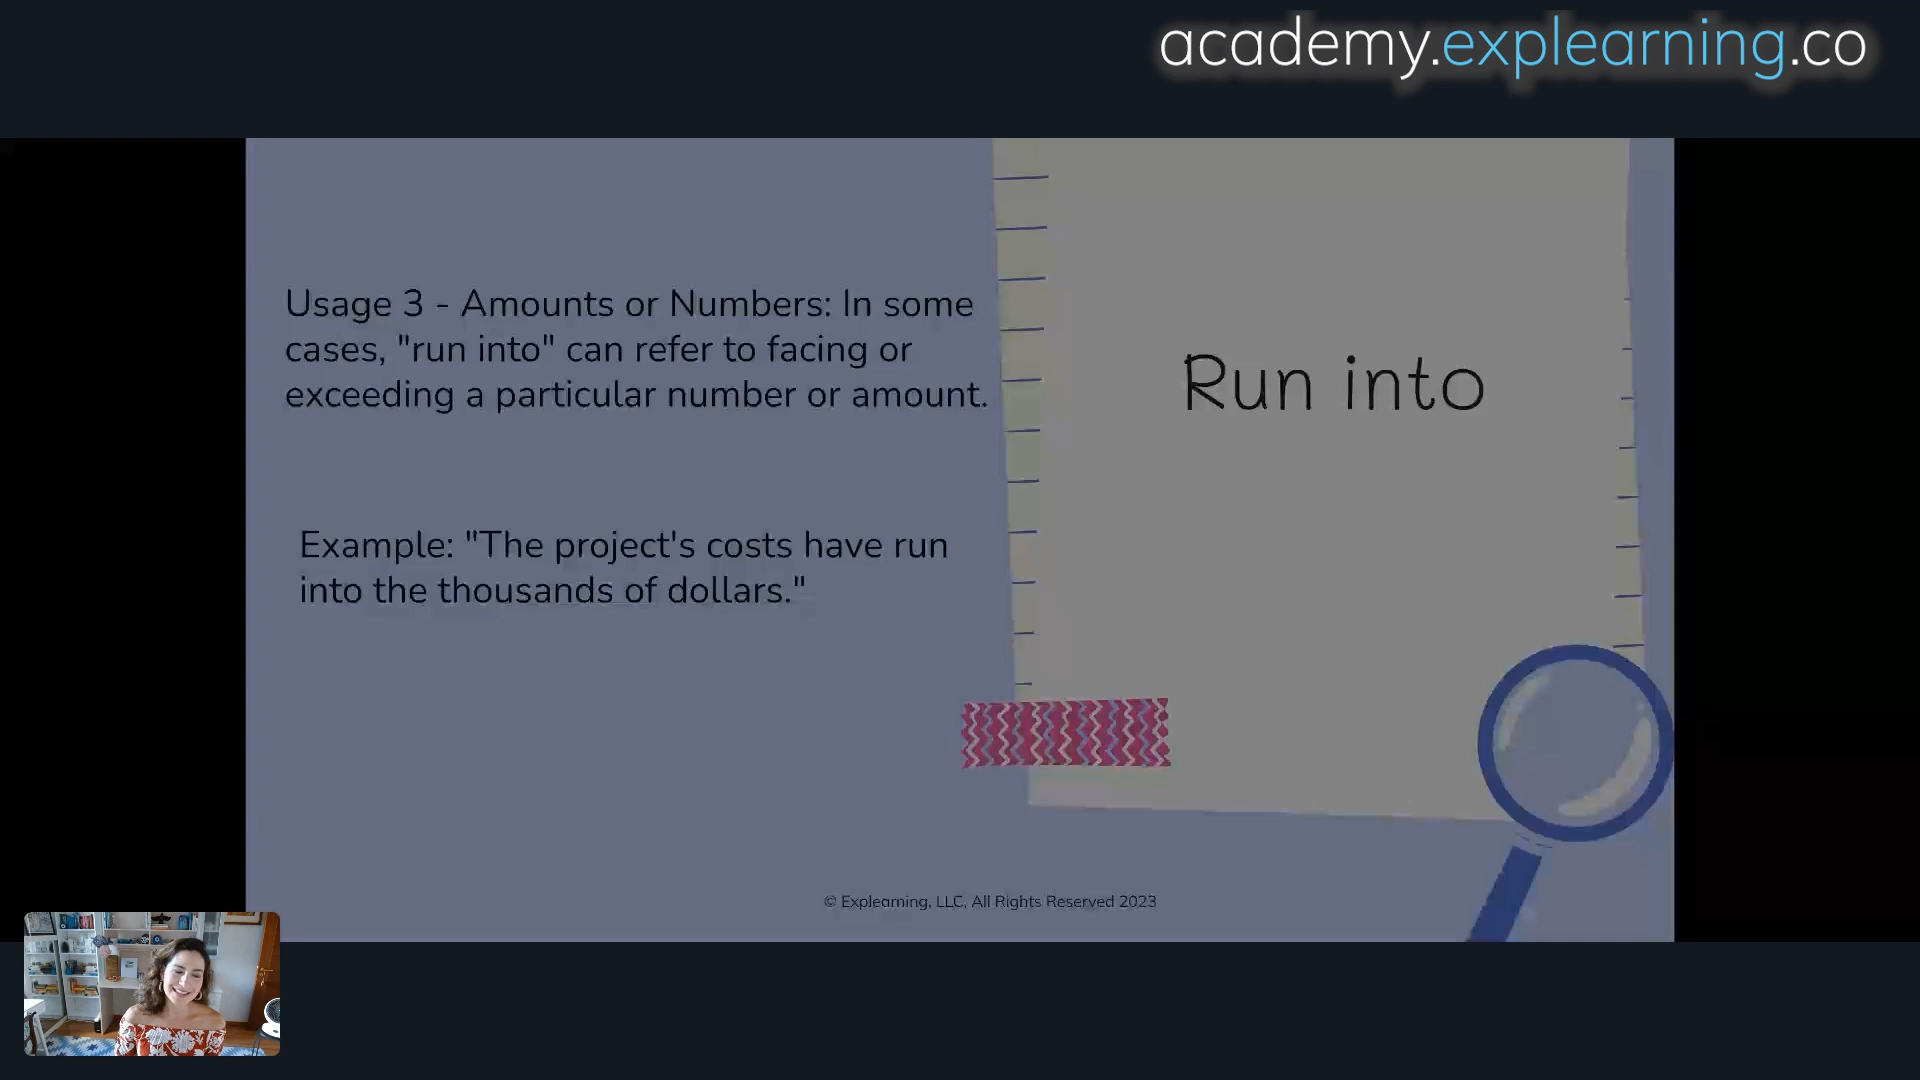 academy.explearning.co
Usage 3 - Amounts or Numbers: In some
cases, "run into" can refer to facing or
exceeding a particular number or amount.
Run into
Example: "The project's costs have run
into the thousands of dollars."
© Explearning, LLC, All Rights Reserved 2023